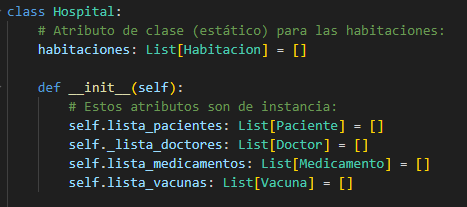 class Hospital:
    # Atributo de clase (estático) para las habitaciones:
    habitaciones: List[Habitacion] = []
    def __init__(self):
        # Estos atributos son de instancia:
        self.lista_pacientes: List[Paciente] = []
        self._lista_doctores: List[Doctor] = []
        self.lista_medicamentos: List[Medicamento] = []
        self.lista_vacunas: List[Vacuna] = []